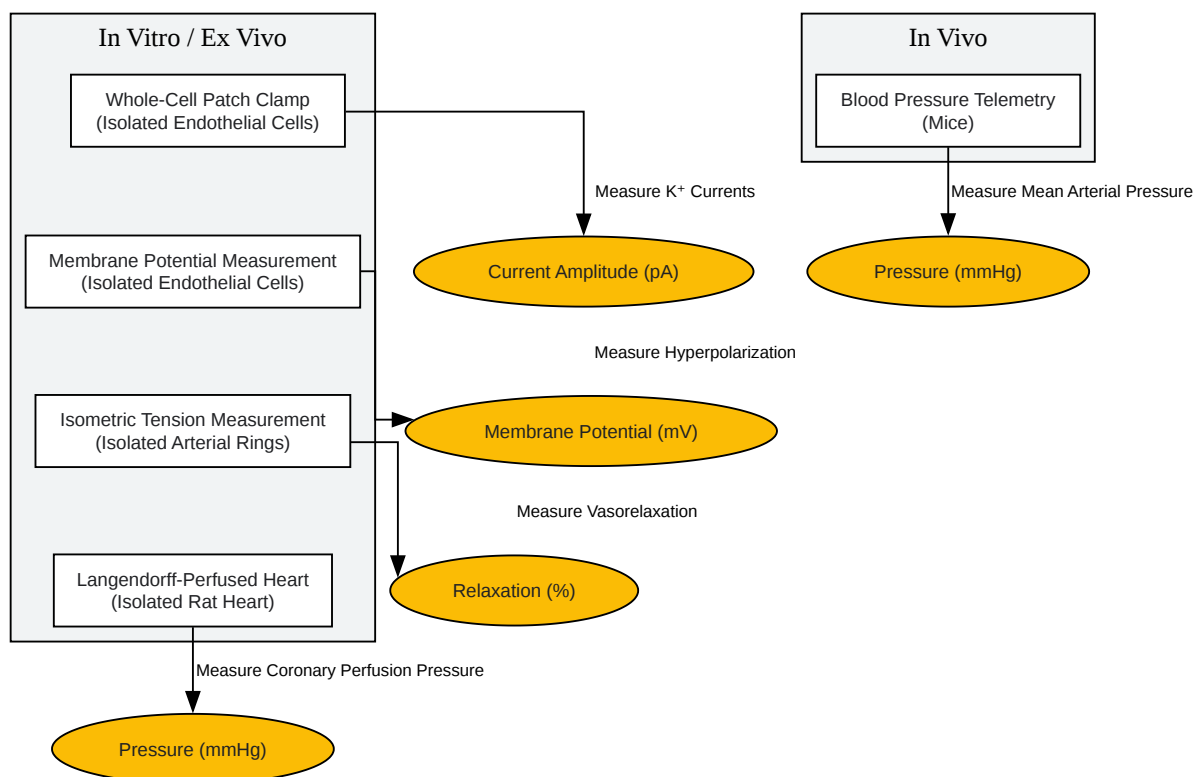 In Vitro / Ex Vivo
Whole-Cell Patch Clamp
(Isolated Endothelial Cells)
Membrane Potential Measurement
(Isolated Endothelial Cells)
Isometric Tension Measurement
(Isolated Arterial Rings)
Langendorff-Perfused Heart
(Isolated Rat Heart)
In Vivo
Blood Pressure Telemetry
(Mice)
Measure K⁺ Currents
Measure Mean Arterial Pressure
Current Amplitude (pA)
Pressure (mmHg)
Measure Hyperpolarization
Membrane Potential (mV)
Measure Vasorelaxation
Relaxation (%)
Measure Coronary Perfusion Pressure
Pressure (mmHg)